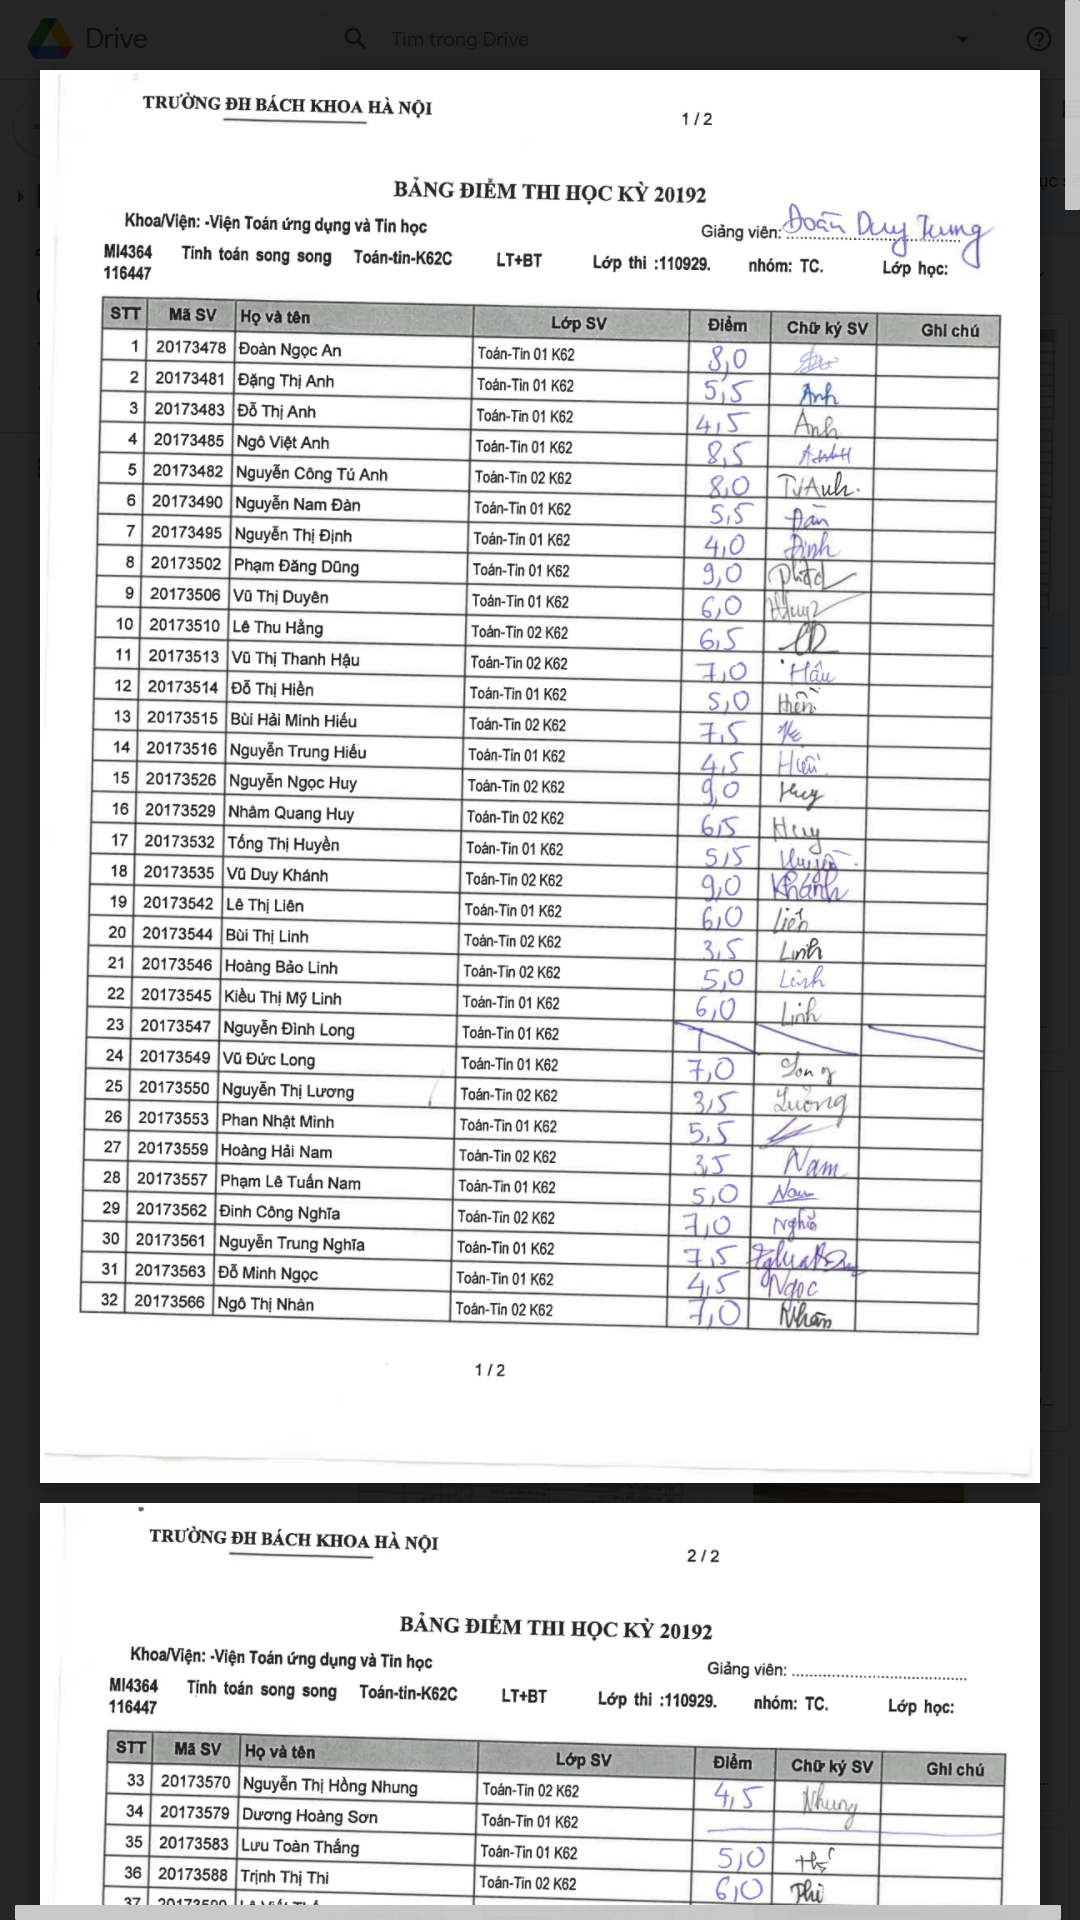 Drive
Tìm trong Drive
TRƯỜNG ĐH BÁCH KHOA HÀ NỘI
1 / 2
BẢNG ĐIỂM THI HỌC KỲ 20192
Khoa/Viện: -Viện Toán ứng dụng và Tin học
Giảng viên: Đoàn Duy Trung
MI4364 Tính toán song song Toán-tin-K62C LT+BT Lớp thi :110929. nhóm: TC. Lớp học:
116447
STT Mã SV Họ và tên Lớp SV Điểm Chữ ký SV Ghi chú
1 20173478 Đoàn Ngọc An Toán-Tin 01 K62 8,0
2 20173481 Đặng Thị Anh Toán-Tin 01 K62 5,5 Anh
3 20173483 Đỗ Thị Anh Toán-Tin 01 K62 4,5 Anh
4 20173485 Ngô Việt Anh Toán-Tin 01 K62 8,5
5 20173482 Nguyễn Công Tú Anh Toán-Tin 02 K62 8,0 TúAnh.
6 20173490 Nguyễn Nam Đàn Toán-Tin 01 K62 5,5 Đàn
7 20173495 Nguyễn Thị Định Toán-Tin 01 K62 4,0 Định
8 20173502 Phạm Đăng Dũng Toán-Tin 01 K62 9,0
9 20173506 Vũ Thị Duyên Toán-Tin 01 K62 6,0
10 20173510 Lê Thu Hằng Toán-Tin 02 K62 6,5
11 20173513 Vũ Thị Thanh Hậu Toán-Tin 02 K62 7,0 Hậu
12 20173514 Đỗ Thị Hiền Toán-Tin 01 K62 5,0 Hiền
13 20173515 Bùi Hải Minh Hiếu Toán-Tin 02 K62 7,5
14 20173516 Nguyễn Trung Hiếu Toán-Tin 01 K62 4,5 Hiếu
15 20173526 Nguyễn Ngọc Huy Toán-Tin 02 K62 9,0 Huy
16 20173529 Nhâm Quang Huy Toán-Tin 02 K62 6,5 Huy
17 20173532 Tống Thị Huyền Toán-Tin 01 K62 5,5 Huyền
18 20173535 Vũ Duy Khánh Toán-Tin 02 K62 9,0 Khánh
19 20173542 Lê Thị Liên Toán-Tin 01 K62 6,0 Liên
20 20173544 Bùi Thị Linh Toán-Tin 02 K62 3,5 Linh
21 20173546 Hoàng Bảo Linh Toán-Tin 02 K62 5,0 Linh
22 20173545 Kiều Thị Mỹ Linh Toán-Tin 01 K62 6,0 Linh
23 20173547 Nguyễn Đình Long Toán-Tin 01 K62
24 20173549 Vũ Đức Long Toán-Tin 01 K62 7,0 Long
25 20173550 Nguyễn Thị Lương Toán-Tin 02 K62 3,5 Lương
26 20173553 Phan Nhật Minh Toán-Tin 01 K62 5,5
27 20173559 Hoàng Hải Nam Toán-Tin 02 K62 3,5 Nam
28 20173557 Phạm Lê Tuấn Nam Toán-Tin 01 K62 5,0 Nam
29 20173562 Đinh Công Nghĩa Toán-Tin 02 K62 7,0 Nghĩa
30 20173561 Nguyễn Trung Nghĩa Toán-Tin 01 K62 7,5
31 20173563 Đỗ Minh Ngọc Toán-Tin 01 K62 4,5 Ngọc
32 20173566 Ngô Thị Nhàn Toán-Tin 02 K62 7,0 Nhàn
1 / 2
TRƯỜNG ĐH BÁCH KHOA HÀ NỘI
2 / 2
BẢNG ĐIỂM THI HỌC KỲ 20192
Khoa/Viện: -Viện Toán ứng dụng và Tin học
Giảng viên:
MI4364 Tính toán song song Toán-tin-K62C LT+BT Lớp thi :110929. nhóm: TC. Lớp học:
116447
STT Mã SV Họ và tên Lớp SV Điểm Chữ ký SV Ghi chú
33 20173570 Nguyễn Thị Hồng Nhung Toán-Tin 02 K62 4,5 Nhung
34 20173579 Dương Hoàng Sơn Toán-Tin 01 K62
35 20173583 Lưu Toàn Thắng Toán-Tin 01 K62 5,0
36 20173588 Trịnh Thị Thi Toán-Tin 02 K62 6,0 Thi
37